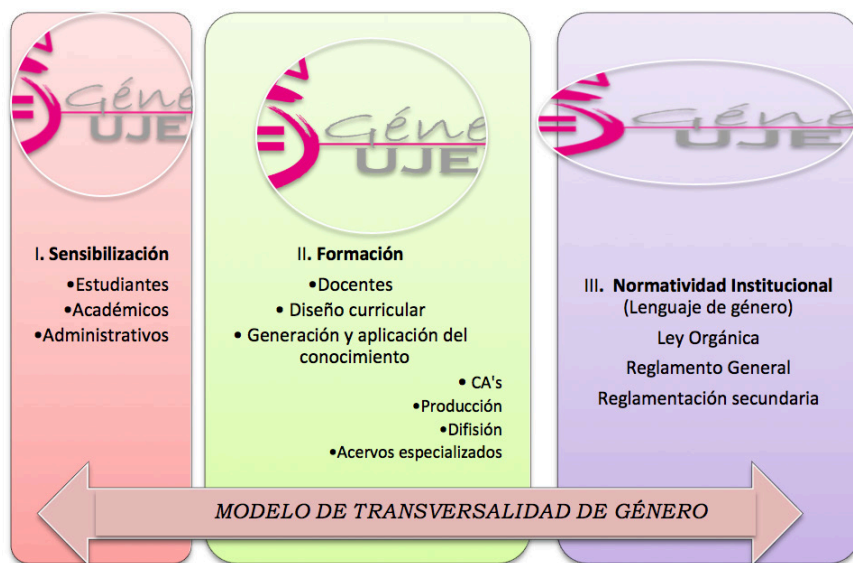 Géne
UJE
Géne
UJE
Géne
UJE
I. Sensibilización
•Estudiantes
•Académicos
•Administrativos
II. Formación
•Docentes
• Diseño curricular
• Generación y aplicación del
conocimiento
• CA's
•Producción
•Difisión
•Acervos especializados
III. Normatividad Institucional
(Lenguaje de género)
Ley Orgánica
Reglamento General
Reglamentación secundaria
MODELO DE TRANSVERSALIDAD DE GÉNERO